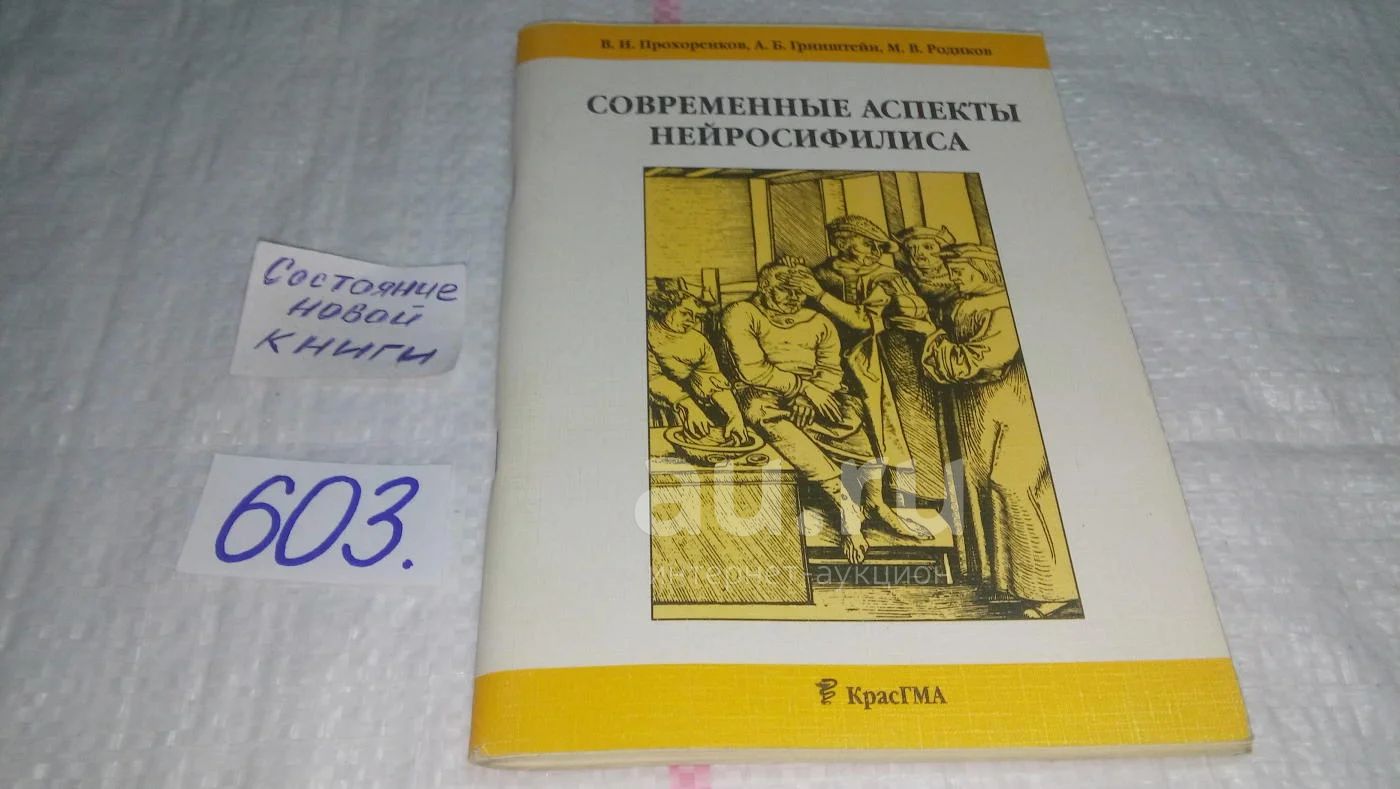 В. И. Прохоренков, А. Б. Гринштейн, М. В. Родиков
СОВРЕМЕННЫЕ АСПЕКТЫ
НЕЙРОСИФИЛИСА
Состояние
новой
книги
603.
au.ru
интернет-аукцион
КрасГМА